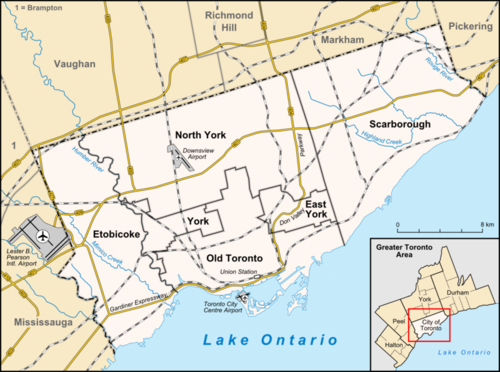 1 = Brampton
Richmond
Hill
Pickering
Markham
Vaughan
Rouge River
Scarborough
Highland Creek
North York
Downsview
Airport
Parkway
1
Humber River
Etobicoke
York
East
York
Don Valley
Old Toronto
Union Station
Mimico Creek
Lester B.
Pearson
Intl. Airport
Gardiner Expressway
Toronto City
Centre Airport
Mississauga
Lake Ontario
0
8 km
Greater Toronto
Area
York
Durham
Peel
City of
Toronto
Halton
Lake Ontario